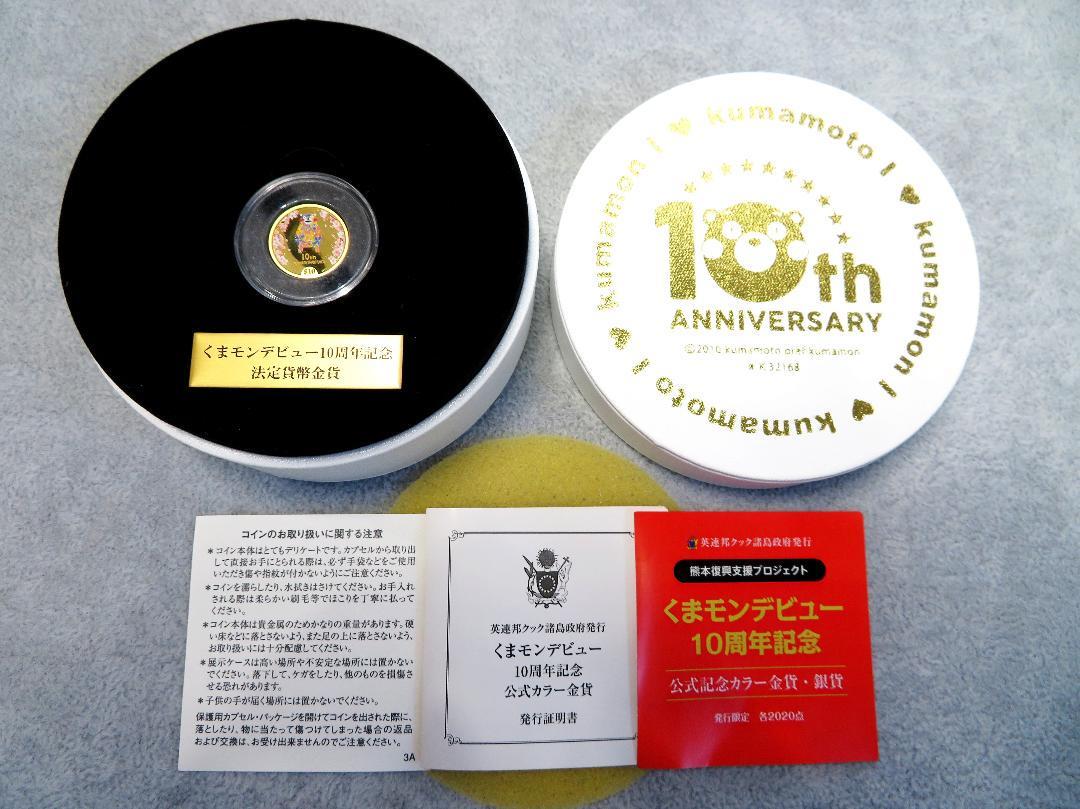 10th
ANNIVERSARY
$10
くまモンデビュー10周年記念
法定貨幣金貨
I ♥ kumamoto I ♥ kumamon I ♥ kumamoto I ♥ kumamon
10th
ANNIVERSARY
©2010 kumamoto pref.kumamon
# K32168
コインのお取り扱いに関する注意
*コイン本体はとてもデリケートです。カプセルから取り出
して直接お手にとられる際は、必ず手袋などをご使用
いただき傷や指紋が付かないようにご注意ください。
*コインを濡らしたり、水拭きはさけてください。お手入れ
される際は柔らかい刷毛等でほこりを丁寧に払って
ください。
*コイン本体は貴金属のためかなりの重量があります。硬
い床などに落とさないよう、また足の上に落とさないよう、
お取り扱いには十分配慮してください。
*展示ケースは高い場所や不安定な場所には置かない
でください。落下して、ケガをしたり、他のものを損傷さ
せる恐れがあります。
*子供の手が届く場所には置かないでください。
保護用カプセル・パッケージを開けてコインを出された際に、
落としたり、物に当たって傷つけてしまった場合の返品
および交換は、お受け出来ませんのでご注意ください。
3A
英連邦クック諸島政府発行
くまモンデビュー
10周年記念
公式カラー金貨
発行証明書
英連邦クック諸島政府発行
熊本復興支援プロジェクト
くまモンデビュー
10周年記念
公式記念カラー金貨・銀貨
発行限定 各2020点